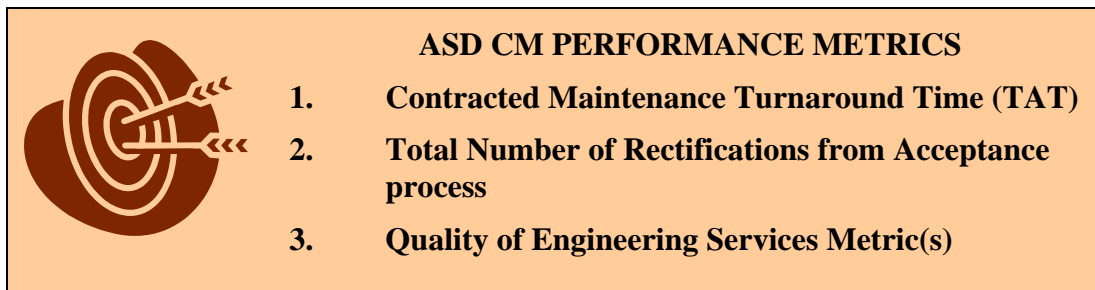 ASD CM PERFORMANCE METRICS
1. Contracted Maintenance Turnaround Time (TAT)
2. Total Number of Rectifications from Acceptance
process
3. Quality of Engineering Services Metric(s)